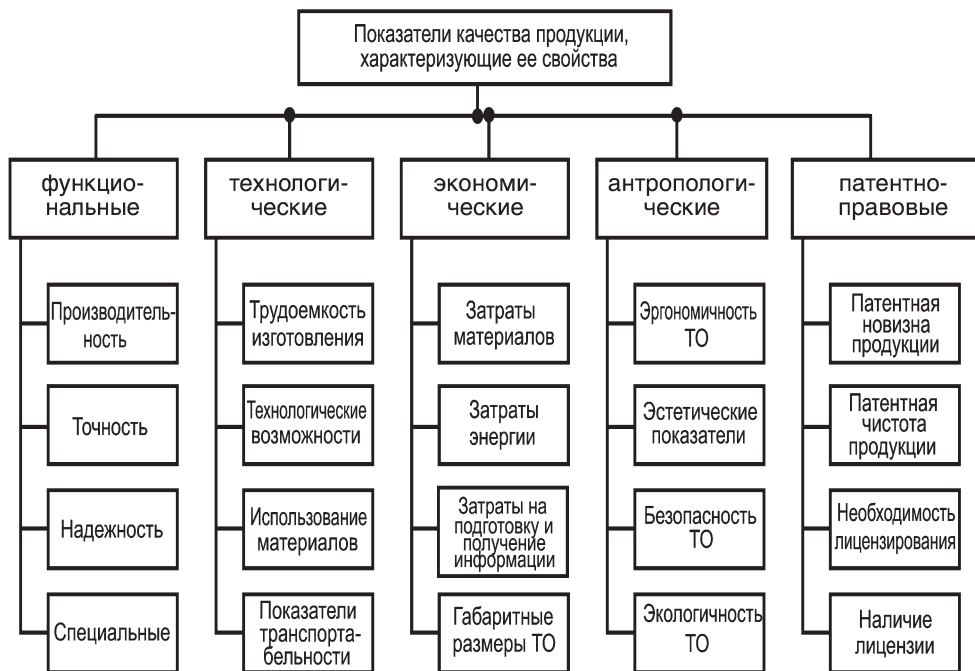 Показатели качества продукции,
характеризующие ее свойства
функцио-
нальные
технологи-
ческие
экономи-
ческие
антропологи-
ческие
патентно-
правовые
Производитель-
ность
Точность
Надежность
Специальные
Трудоемкость
изготовления
Технологические
возможности
Использование
материалов
Показатели
транспорта-
бельности
Затраты
материалов
Затраты
энергии
Затраты на
подготовку и
получение
информации
Габаритные
размеры ТО
Эргономичность
ТО
Эстетические
показатели
Безопасность
ТО
Экологичность
ТО
Патентная
новизна
продукции
Патентная
чистота
продукции
Необходимость
лицензирования
Наличие
лицензии